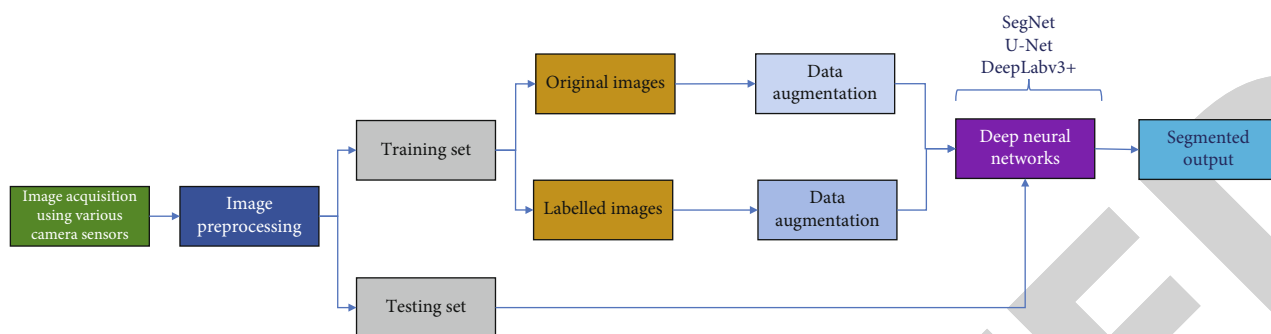 SegNet
U-Net
DeepLabv3+
Original images
Data
augmentation
Training set
Deep neural
networks
Segmented
output
Image acquisition
using various
camera sensors
Image
preprocessing
Labelled images
Data
augmentation
Testing set